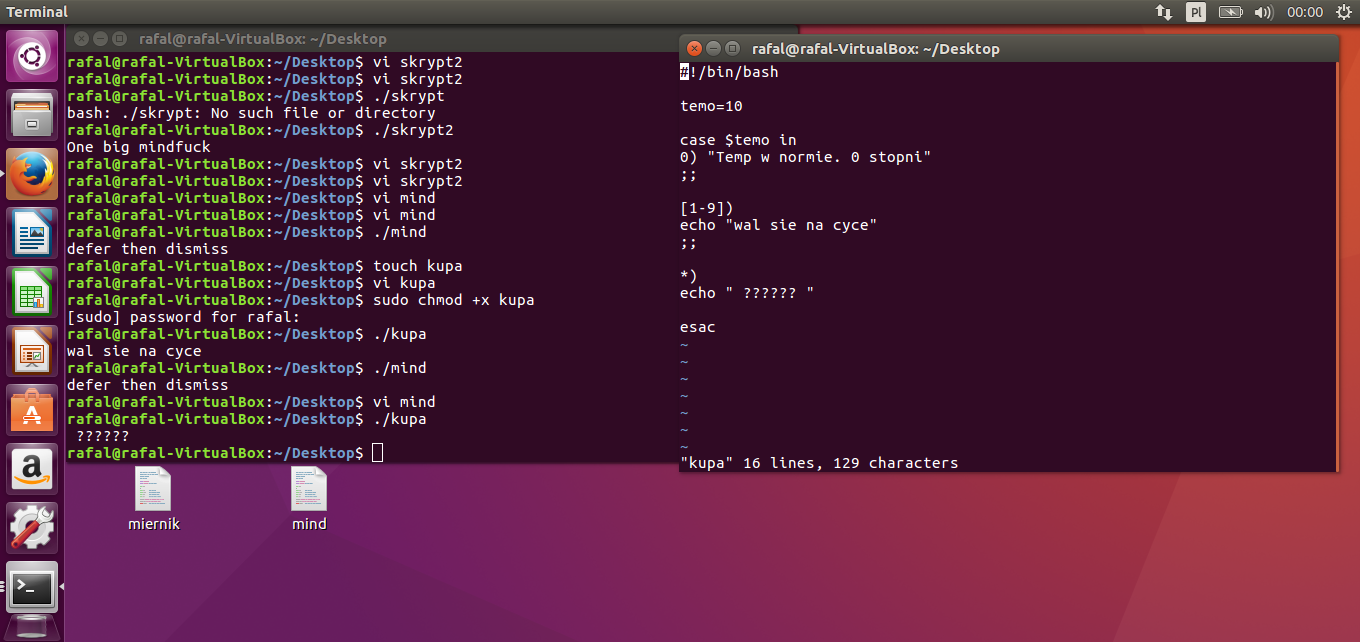 Terminal
Pl
00:00
rafal@rafal-VirtualBox: ~/Desktop
rafal@rafal-VirtualBox:~/Desktop$ vi skrypt2
rafal@rafal-VirtualBox:~/Desktop$ vi skrypt2
rafal@rafal-VirtualBox:~/Desktop$ ./skrypt
bash: ./skrypt: No such file or directory
rafal@rafal-VirtualBox:~/Desktop$ ./skrypt2
One big mindfuck
rafal@rafal-VirtualBox:~/Desktop$ vi skrypt2
rafal@rafal-VirtualBox:~/Desktop$ vi skrypt2
rafal@rafal-VirtualBox:~/Desktop$ vi mind
rafal@rafal-VirtualBox:~/Desktop$ vi mind
rafal@rafal-VirtualBox:~/Desktop$ ./mind
defer then dismiss
rafal@rafal-VirtualBox:~/Desktop$ touch kupa
rafal@rafal-VirtualBox:~/Desktop$ vi kupa
rafal@rafal-VirtualBox:~/Desktop$ sudo chmod +x kupa
[sudo] password for rafal:
rafal@rafal-VirtualBox:~/Desktop$ ./kupa
wal sie na cyce
rafal@rafal-VirtualBox:~/Desktop$ ./mind
defer then dismiss
rafal@rafal-VirtualBox:~/Desktop$ vi mind
rafal@rafal-VirtualBox:~/Desktop$ ./kupa
 ??????
rafal@rafal-VirtualBox:~/Desktop$
rafal@rafal-VirtualBox: ~/Desktop
#!/bin/bash
temo=10
case $temo in
0) "Temp w normie. 0 stopni"
;;
[1-9])
echo "wal sie na cyce"
;;
*)
echo " ?????? "
esac
~
~
~
~
~
~
~
"kupa" 16 lines, 129 characters
miernik
mind